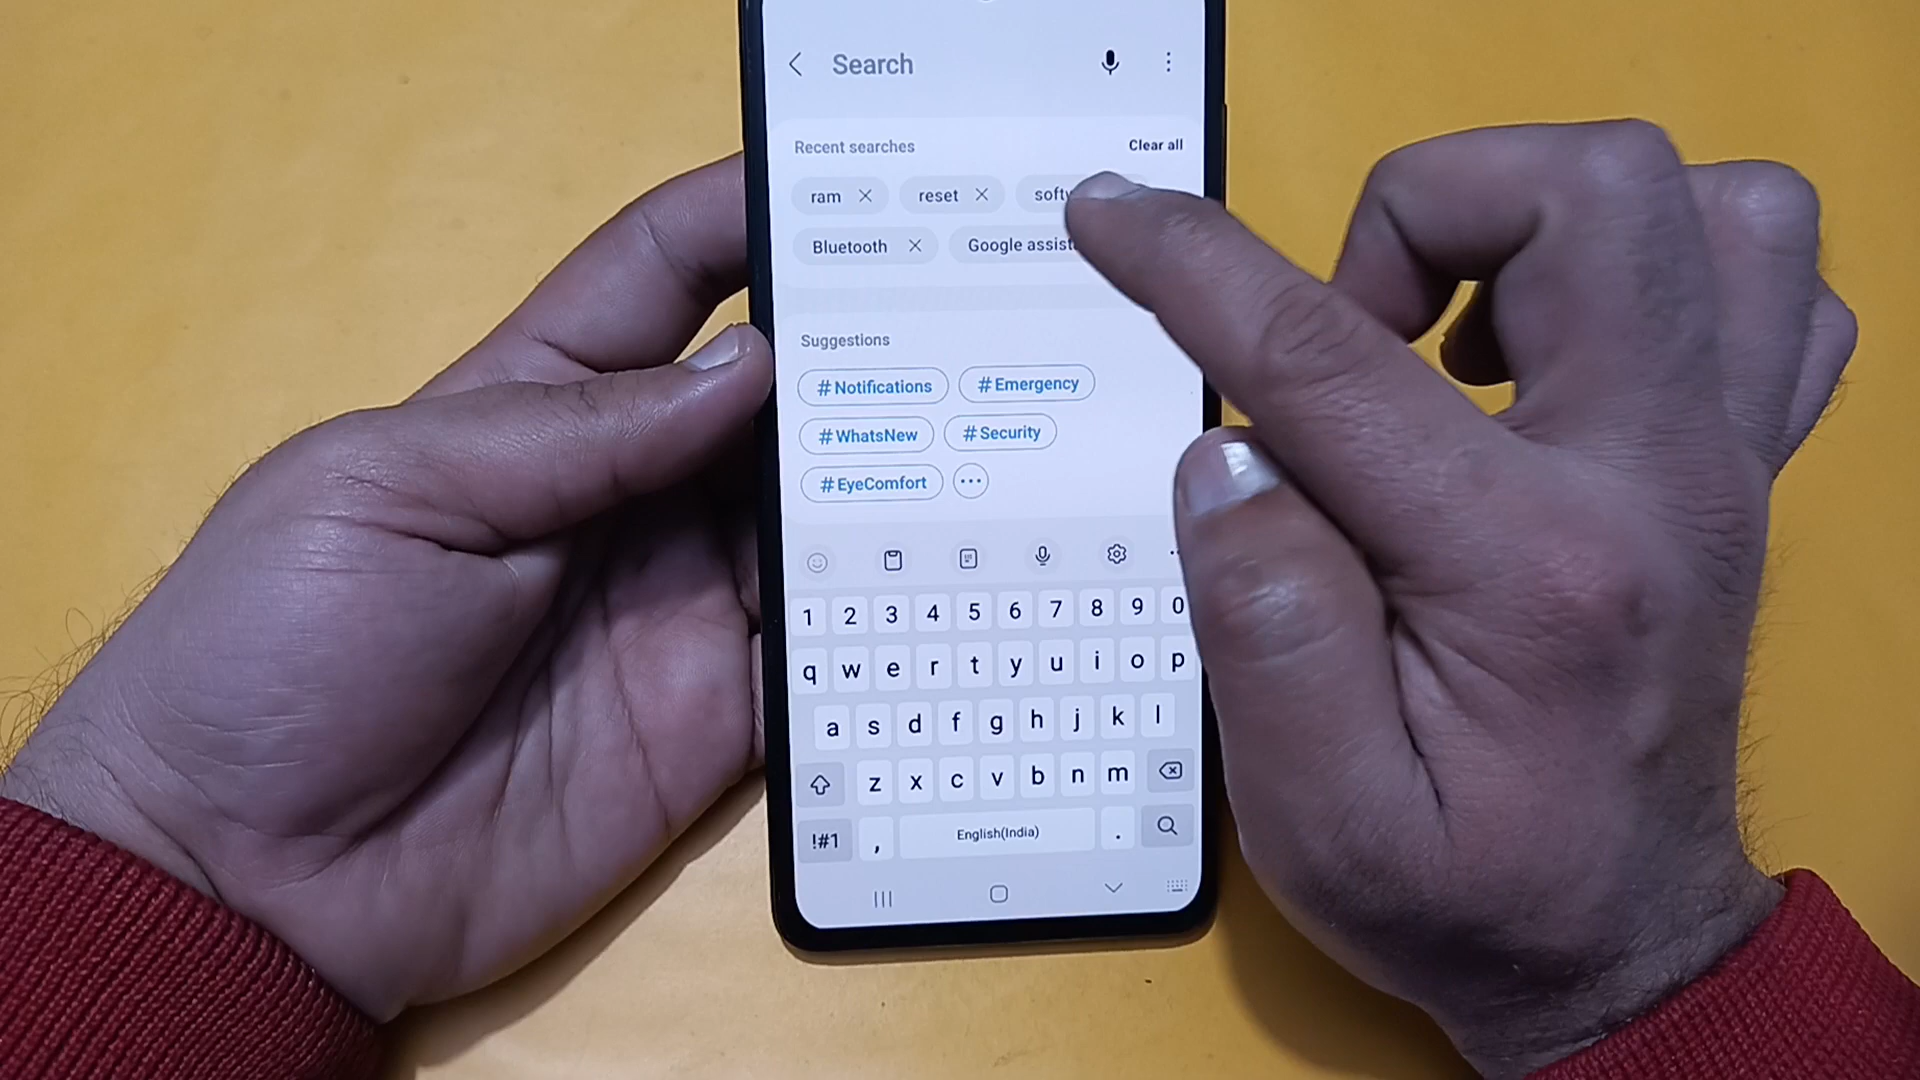 Search
Recent searches Clear all
ram reset
Bluetooth Google
Suggestions
#Notifications #Emergency
#WhatsNew #Security
#EyeComfort
1 2 3 4 5 6 7 8 9 0
q w e r t y u i o p
a s d f g h j k l
z x c v b n m
!#1 , English(India) .